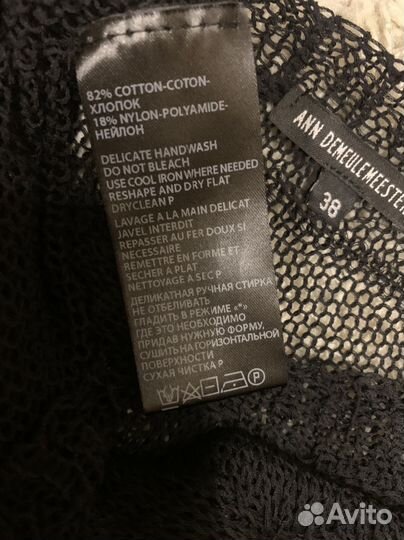 82% COTTON-COTON-
ХЛОПОК
18% NYLON-POLYAMIDE-
НЕЙЛОН
DELICATE HANDWASH
DO NOT BLEACH
USE COOL IRON WHERE NEEDED
RESHAPE AND DRY FLAT
DRYCLEAN P
LAVAGE A LA MAIN DELICAT
JAVEL INTERDIT
REPASSER AU FER DOUX SI
NECESSAIRE
REMETTRE EN FORME ET
SECHER A PLAT
NETTOYAGE A SEC P
ДЕЛИКАТНАЯ РУЧНАЯ СТИРКА
НЕ ОТБЕЛИВАТЬ
ГЛАДИТЬ В РЕЖИМЕ «*»
ГДЕ ЭТО НЕОБХОДИМО
ПРИДАВ НУЖНУЮ ФОРМУ,
СУШИТЬ НА ГОРИЗОНТАЛЬНОЙ
ПОВЕРХНОСТИ
СУХАЯ ЧИСТКА P
P
ANN DEMEULEMEESTER
38
Avito